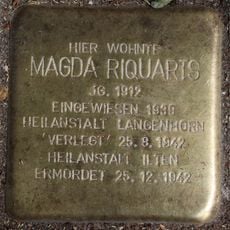 HIER WOHNTE
MAGDA RIQUARTS
JG. 1912
EINGEWIESEN 1939
HEILANSTALT LANGENHORN
'VERLEGT' 25.8.1942
HEILANSTALT ILTEN
ERMORDET 25.12.1942